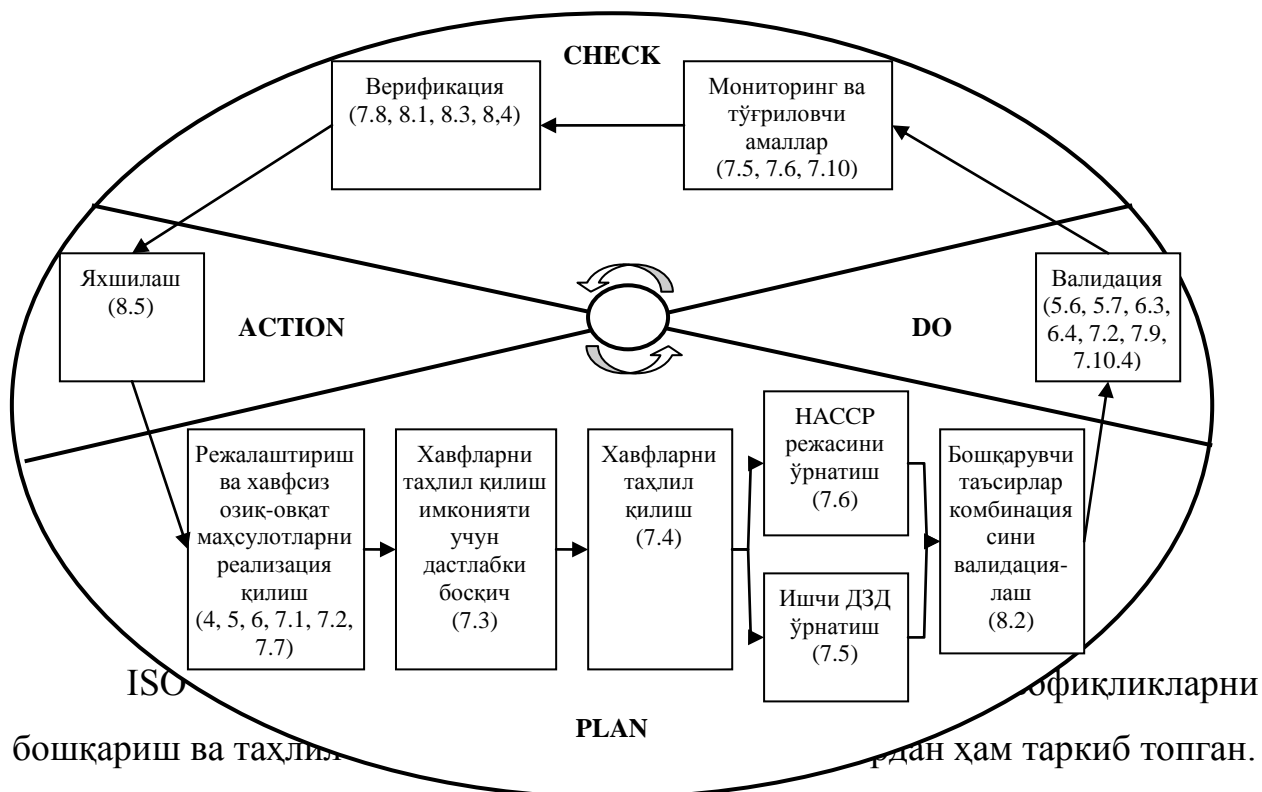 CHECK
Верификация
(7.8, 8.1, 8.3, 8,4)
Мониторинг ва
тўғриловчи
амаллар
(7.5, 7.6, 7.10)
Яхшилаш
(8.5)
ACTION
DO
Валидация
(5.6, 5.7, 6.3,
6.4, 7.2, 7.9,
7.10.4)
Режалаштириш
ва хавфсиз
озиқ-овқат
маҳсулотларни
реализация
қилиш
(4, 5, 6, 7.1, 7.2,
7.7)
Хавфларни
таҳлил қилиш
имконияти
учун
дастлабки
босқич
(7.3)
Хавфларни
таҳлил
қилиш
(7.4)
НАССР
режасини
ўрнатиш
(7.6)
Ишчи ДЗД
ўрнатиш
(7.5)
Бошқарувчи
таъсирлар
комбинация
сини
валидация-
лаш
(8.2)
PLAN
ISO
бошқариш ва ҳам таркиб топган.